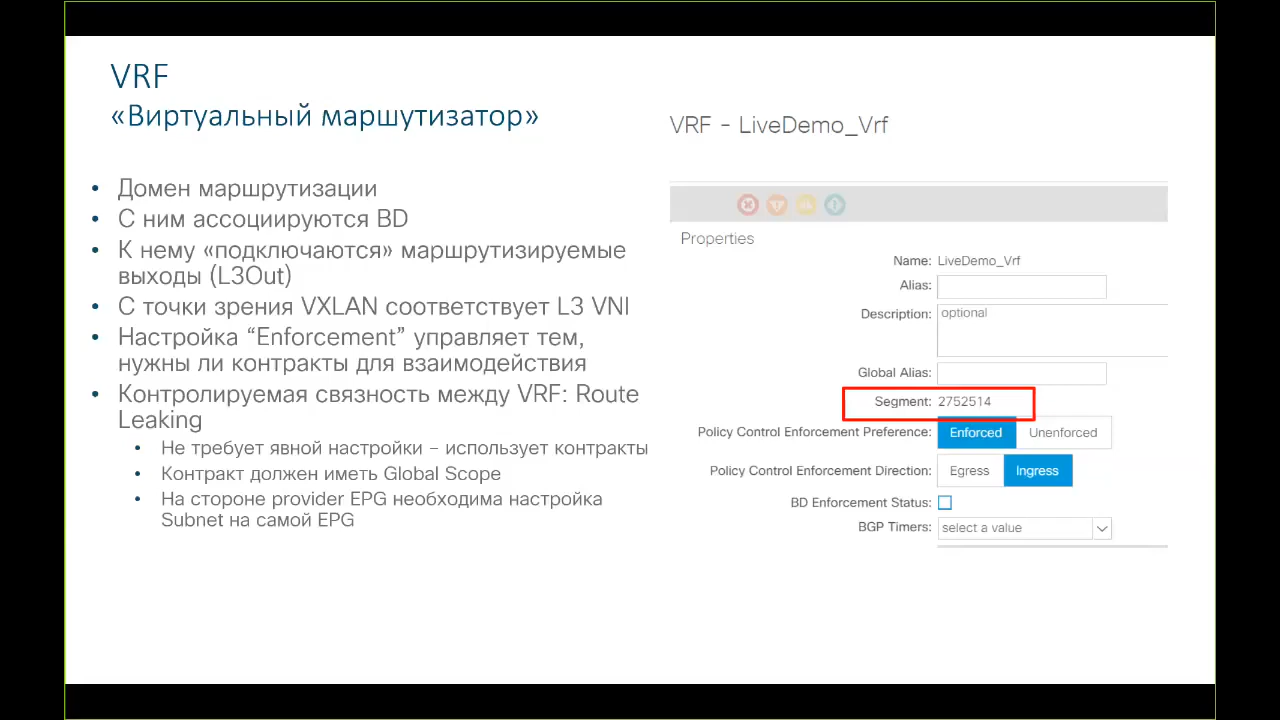 VRF
«Виртуальный маршутизатор»
• Домен маршрутизации
• С ним ассоциируются BD
• К нему «подключаются» маршрутизируемые
выходы (L3Out)
• С точки зрения VXLAN соответствует L3 VNI
• Настройка “Enforcement” управляет тем,
нужны ли контракты для взаимодействия
• Контролируемая связность между VRF: Route
Leaking
• Не требует явной настройки – использует контракты
• Контракт должен иметь Global Scope
• На стороне provider EPG необходима настройка
Subnet на самой EPG
VRF - LiveDemo_Vrf
Properties
Name: LiveDemo_Vrf
Alias:
Description: optional
Global Alias:
Segment: 2752514
Policy Control Enforcement Preference: Enforced Unenforced
Policy Control Enforcement Direction: Egress Ingress
BD Enforcement Status:
BGP Timers: select a value